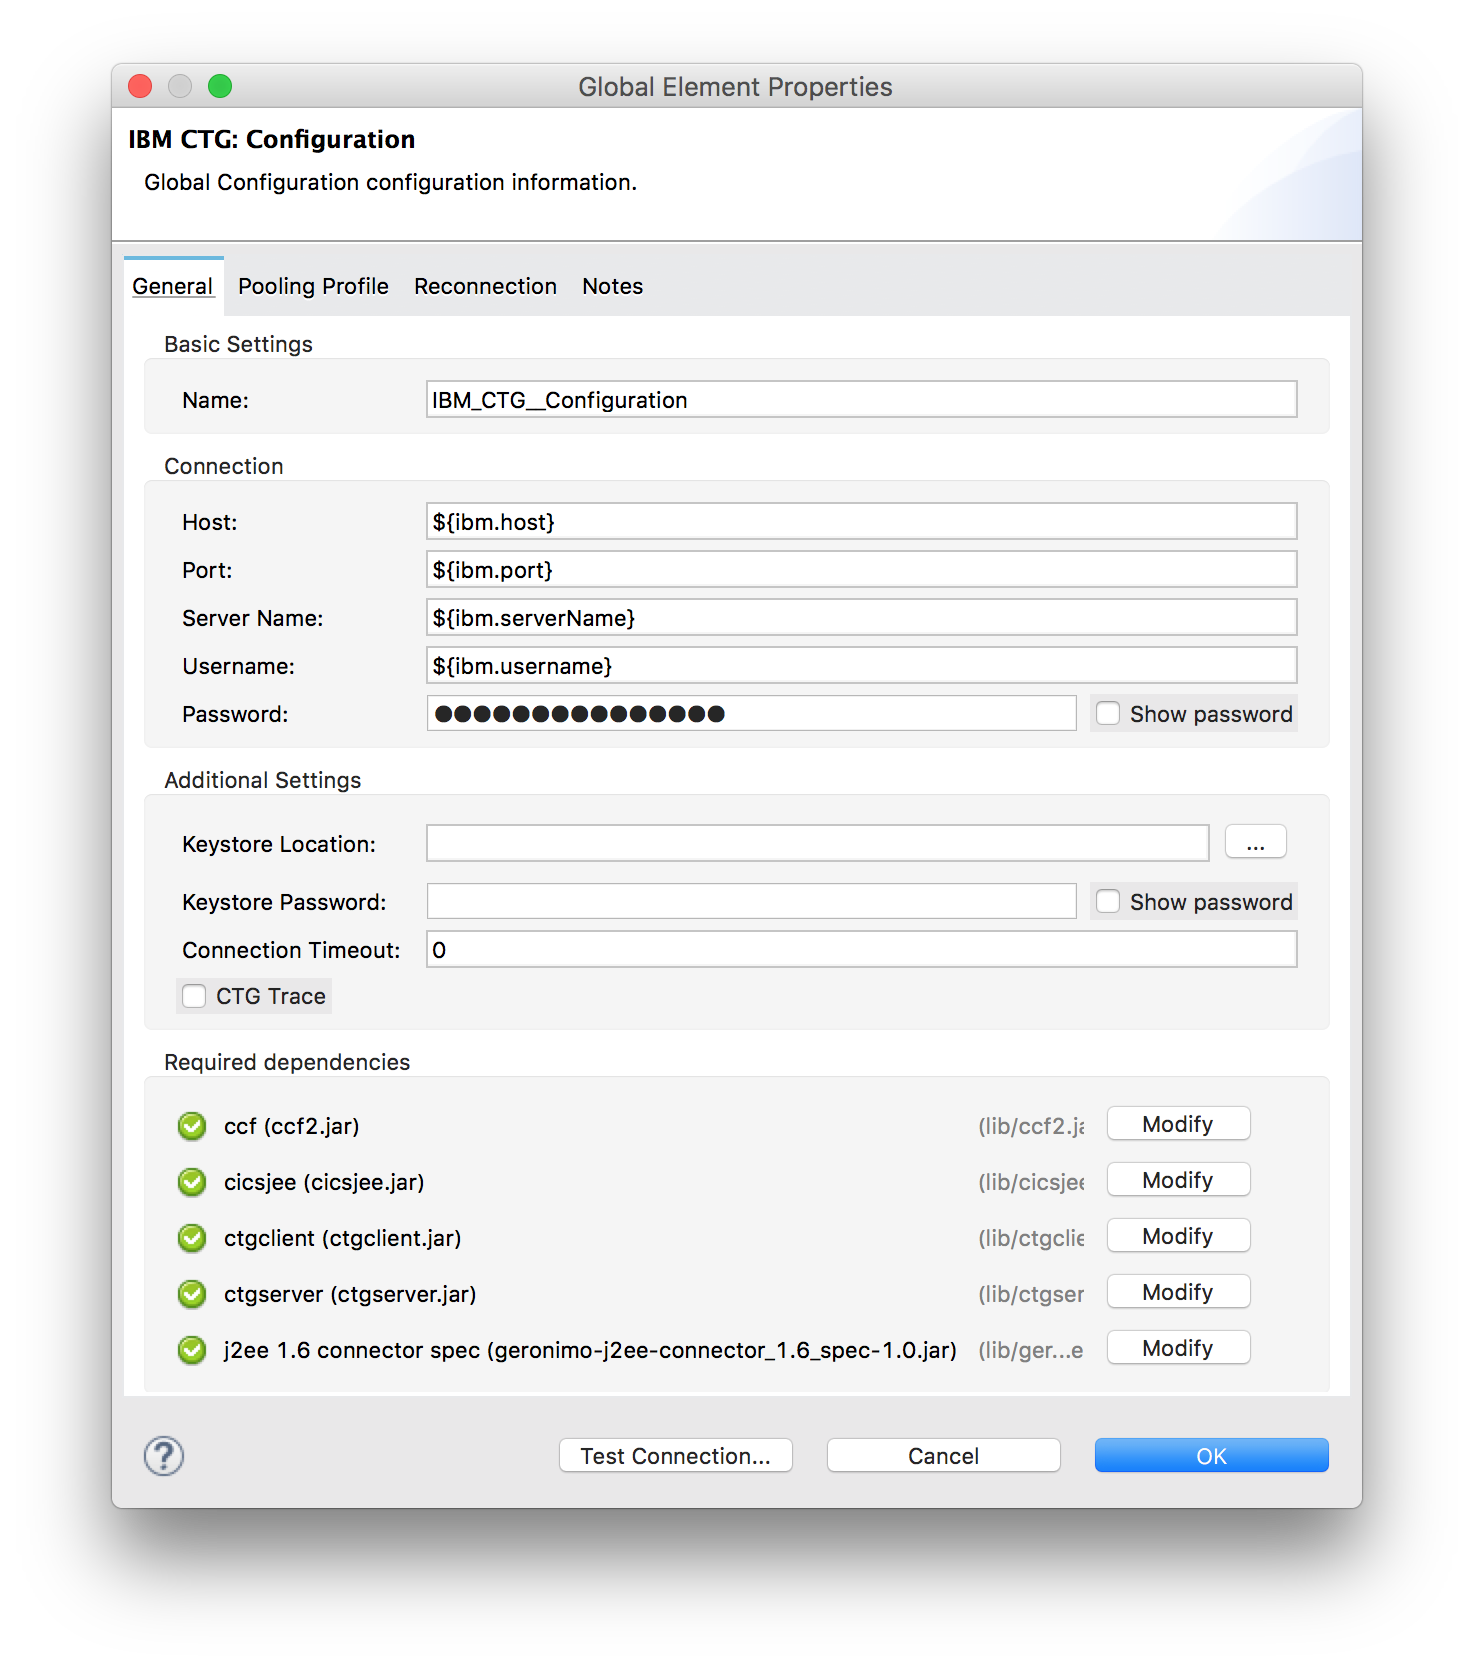 Global Element Properties
IBM CTG: Configuration
Global Configuration configuration information.
General Pooling Profile Reconnection Notes
Basic Settings
Name: IBM_CTG__Configuration
Connection
Host: ${ibm.host}
Port: ${ibm.port}
Server Name: ${ibm.serverName}
Username: ${ibm.username}
Password: ●●●●●●●●●●●●●●● Show password
Additional Settings
Keystore Location: ...
Keystore Password: Show password
Connection Timeout: 0
CTG Trace
Required dependencies
ccf (ccf2.jar) (lib/ccf2.ja Modify
cicsjee (cicsjee.jar) (lib/cicsjee Modify
ctgclient (ctgclient.jar) (lib/ctgclie Modify
ctgserver (ctgserver.jar) (lib/ctgser Modify
j2ee 1.6 connector spec (geronimo-j2ee-connector_1.6_spec-1.0.jar) (lib/ger...e Modify
? Test Connection... Cancel OK